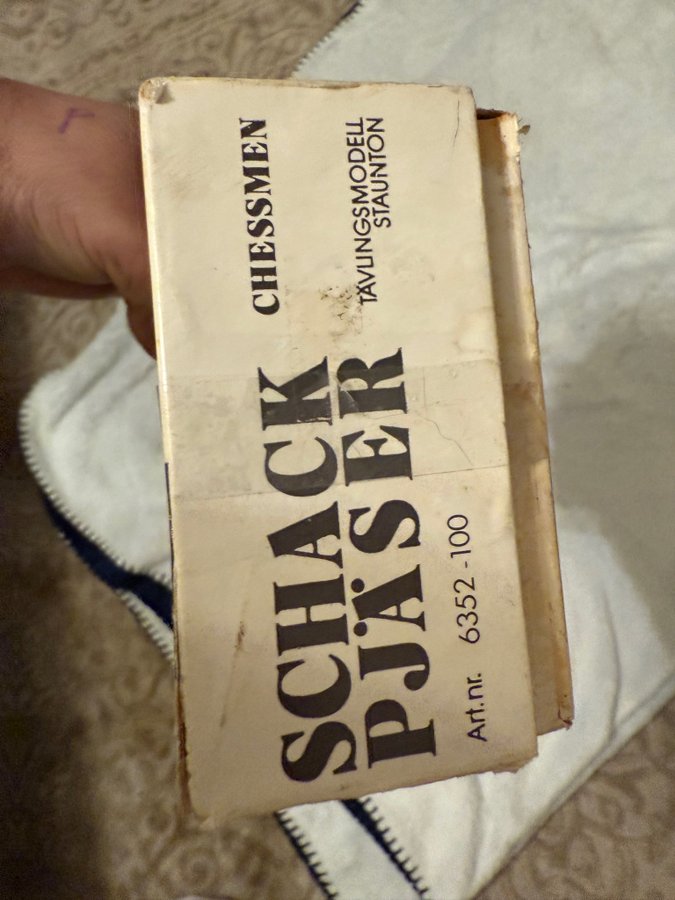 SCHACK
PJÄSER
Art.nr. 6352-100
CHESSMEN
TÄVLINGSMODELL
STAUNTON